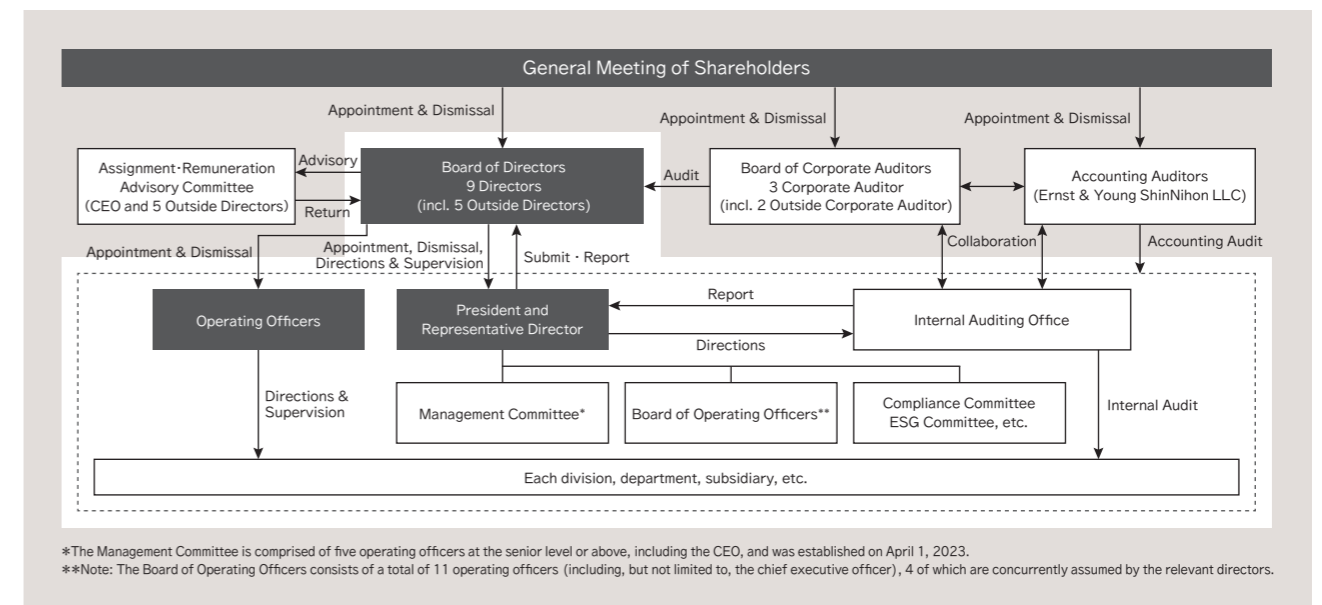 General Meeting of Shareholders
Appointment & Dismissal
Appointment & Dismissal
Appointment & Dismissal
Assignment・Remuneration
Advisory Committee
(CEO and 5 Outside Directors)
Advisory
Return
Board of Directors
9 Directors
(incl. 5 Outside Directors)
Audit
Board of Corporate Auditors
3 Corporate Auditor
(incl. 2 Outside Corporate Auditor)
Accounting Auditors
(Ernst & Young ShinNihon LLC)
Appointment & Dismissal
Appointment, Dismissal,
Directions & Supervision
Submit・Report
Collaboration
Accounting Audit
Operating Officers
President and
Representative Director
Report
Directions
Internal Auditing Office
Directions &
Supervision
Management Committee*
Board of Operating Officers**
Compliance Committee
ESG Committee, etc.
Internal Audit
Each division, department, subsidiary, etc.
*The Management Committee is comprised of five operating officers at the senior level or above, including the CEO, and was established on April 1, 2023.
**Note: The Board of Operating Officers consists of a total of 11 operating officers (including, but not limited to, the chief executive officer), 4 of which are concurrently assumed by the relevant directors.